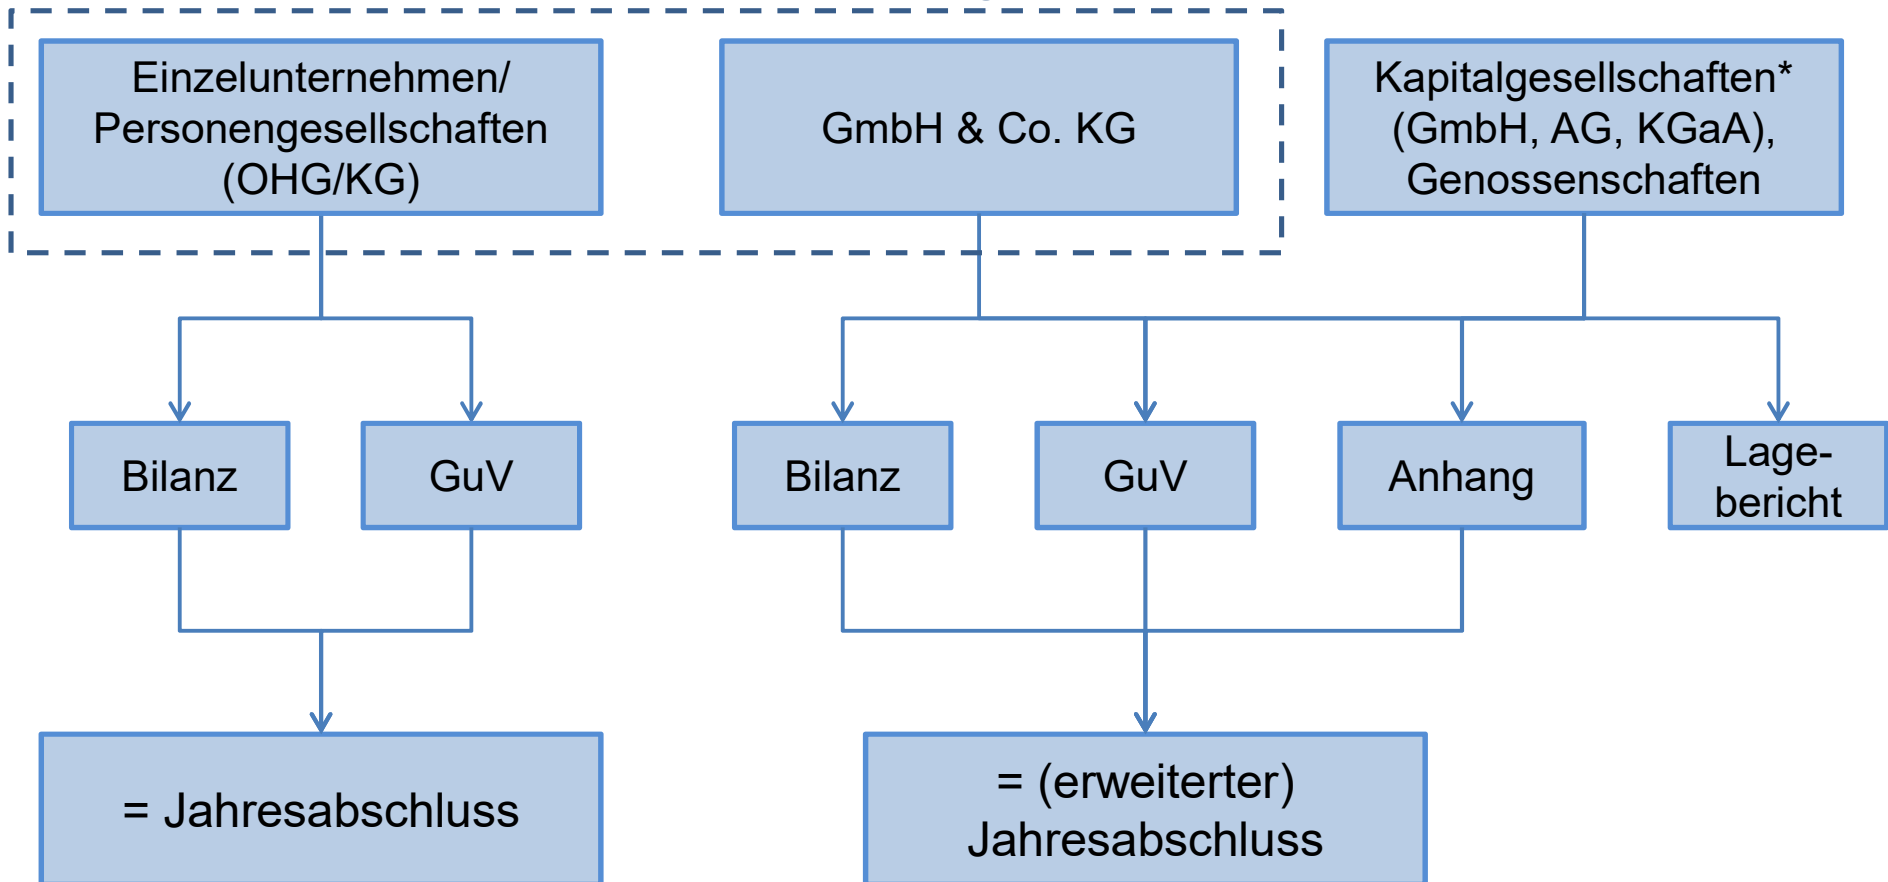 Einzelunternehmen/
Personengesellschaften
(OHG/KG)
GmbH & Co. KG
Kapitalgesellschaften*
(GmbH, AG, KGaA),
Genossenschaften
Bilanz
GuV
Bilanz
GuV
Anhang
Lage-
bericht
= Jahresabschluss
= (erweiterter)
Jahresabschluss